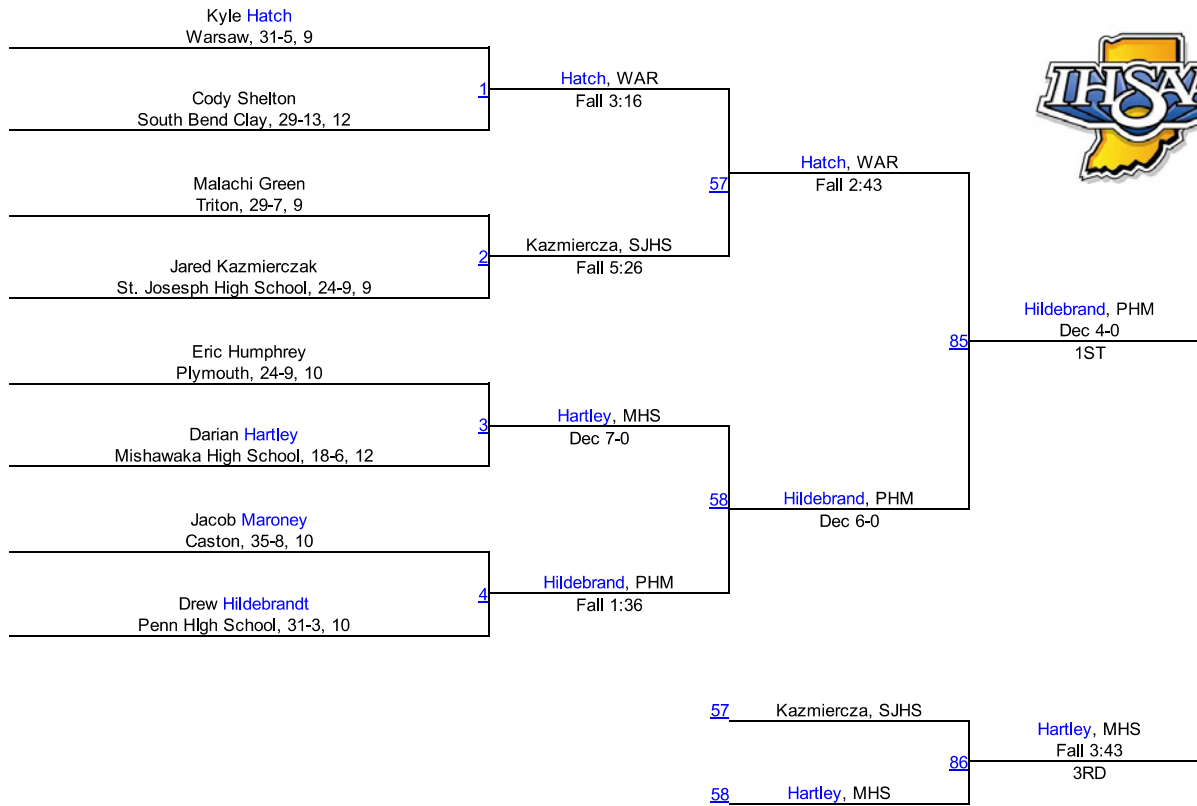 Kyle Hatch
Warsaw, 31-5, 9
Cody Shelton
South Bend Clay, 29-13, 12
1
Hatch, WAR
Fall 3:16
Malachi Green
Triton, 29-7, 9
Jared Kazmierczak
St. Josesph High School, 24-9, 9
2
Kazmiercza, SJHS
Fall 5:26
57
Hatch, WAR
Fall 2:43
Eric Humphrey
Plymouth, 24-9, 10
Darian Hartley
Mishawaka High School, 18-6, 12
3
Hartley, MHS
Dec 7-0
Jacob Maroney
Caston, 35-8, 10
Drew Hildebrandt
Penn HIgh School, 31-3, 10
4
Hildebrand, PHM
Fall 1:36
58
Hildebrand, PHM
Dec 6-0
85
Hildebrand, PHM
Dec 4-0
1ST
57
Kazmiercza, SJHS
58
Hartley, MHS
86
Hartley, MHS
Fall 3:43
3RD
IHSAA